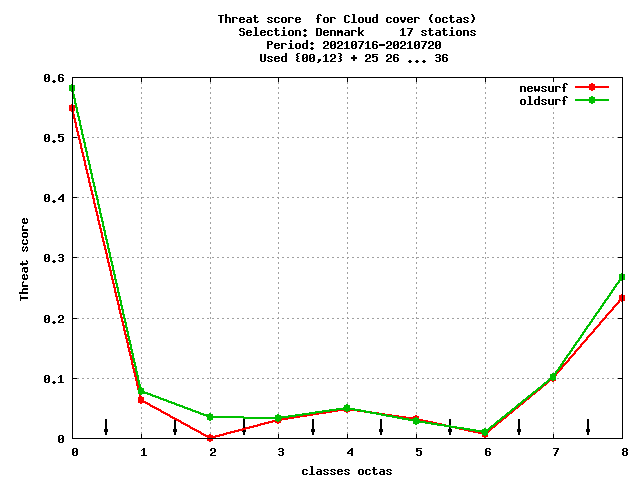 Threat score  for Cloud cover (octas)
Selection: Denmark     17 stations
Period: 20210716-20210720
Used {00,12} + 25 26 ... 36
newsurf
oldsurf
0.6
0.5
0.4
0.3
0.2
0.1
0
Threat score
0 1 2 3 4 5 6 7 8
classes octas